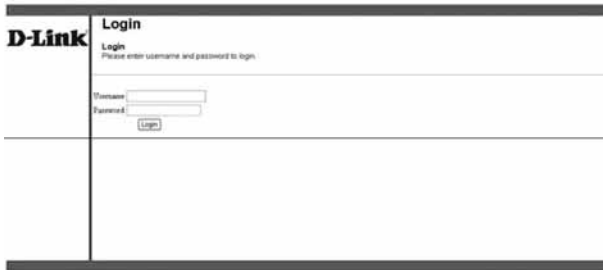 D-Link
Login
Login
Please enter username and password to login.
Username
Password
Login